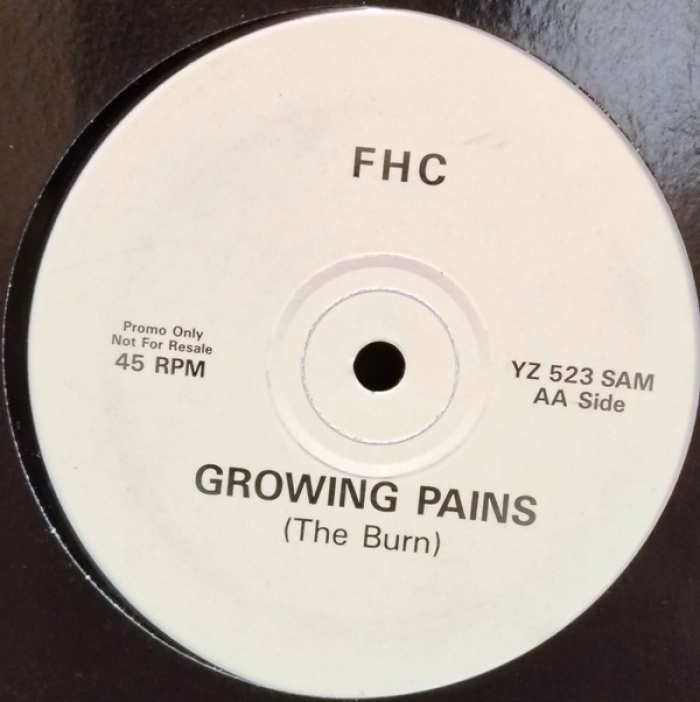 FHC
Promo Only
Not For Resale
45 RPM
YZ 523 SAM
AA Side
GROWING PAINS
(The Burn)